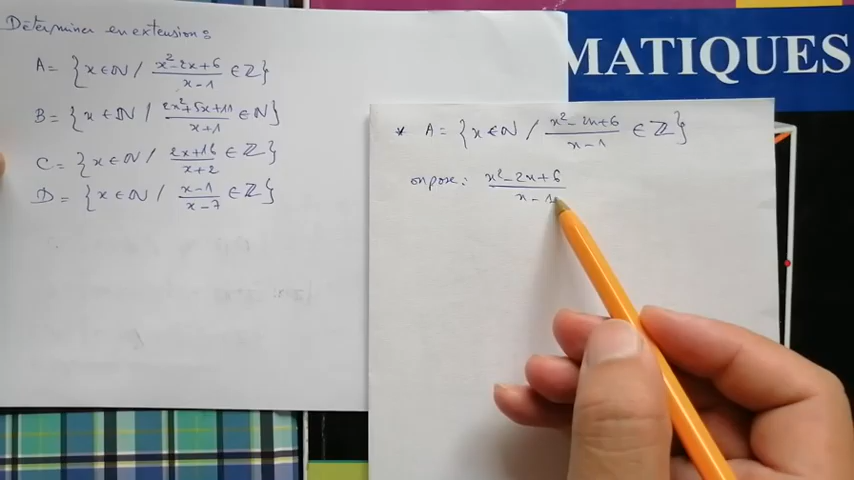 Déterminer en extension :
A = {x ∈ ℕ / x²-2x+6 / x-1 ∈ ℤ}
B = {x ∈ ℕ / 2x²+5x+11 / x+1 ∈ ℕ}
C = {x ∈ ℕ / 2x+16 / x+2 ∈ ℤ}
D = {x ∈ ℕ / x-1 / x-7 ∈ ℤ}
MATIQUES
* A = {x ∈ ℕ / x²-2x+6 / x-1 ∈ ℤ}
on pose : x²-2x+6 / x-1